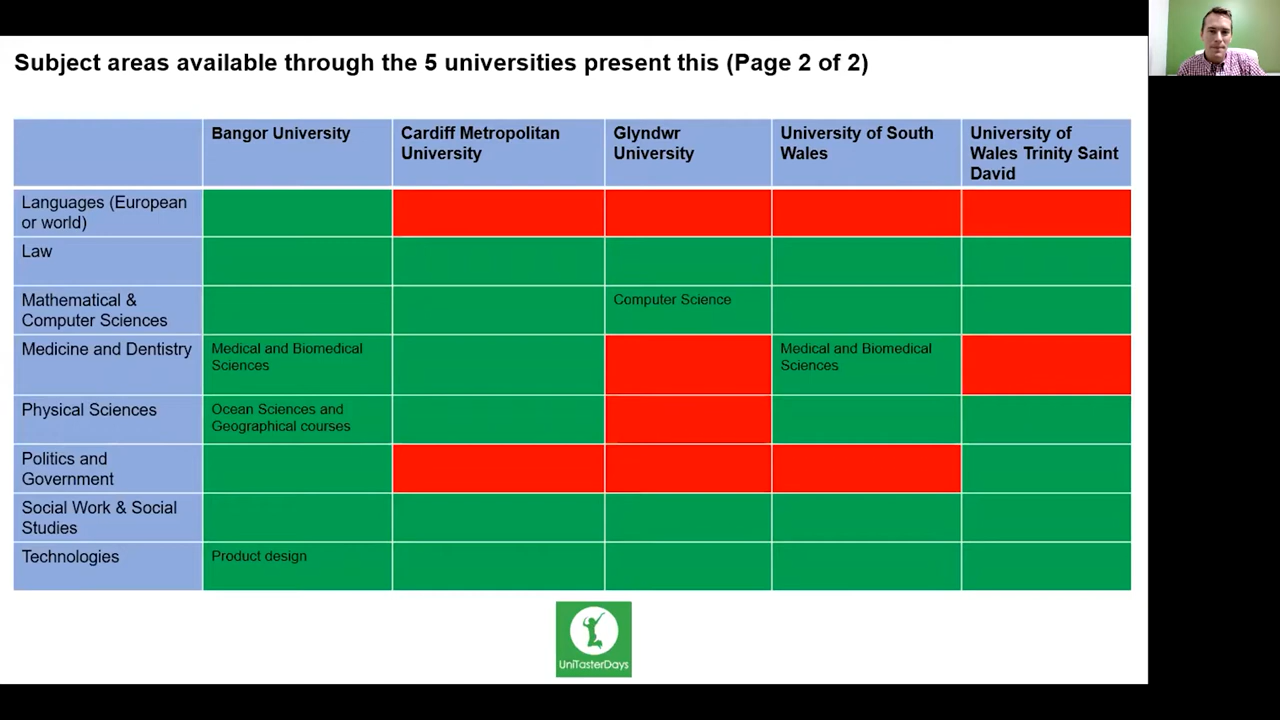 Subject areas available through the 5 universities present this (Page 2 of 2)
Bangor University
Cardiff Metropolitan
University
Glyndwr
University
University of South
Wales
University of
Wales Trinity Saint
David
Languages (European
or world)
Law
Mathematical &
Computer Sciences
Computer Science
Medicine and Dentistry
Medical and Biomedical
Sciences
Medical and Biomedical
Sciences
Physical Sciences
Ocean Sciences and
Geographical courses
Politics and
Government
Social Work & Social
Studies
Technologies
Product design
UniTasterDays